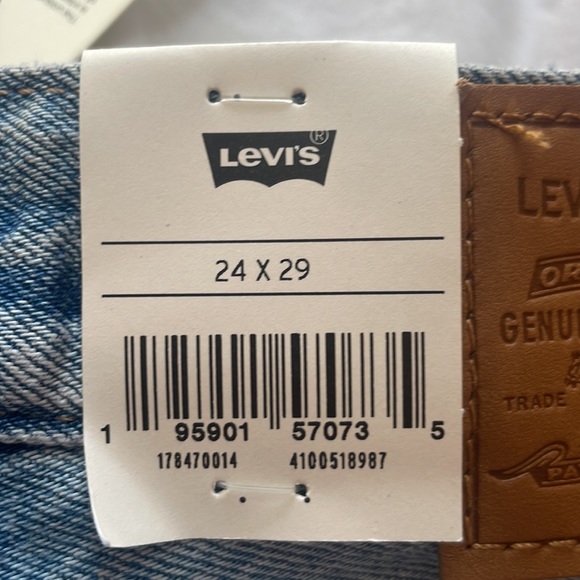 LEVI'S®
24 X 29
1 95901 57073 5
178470014 4100518987
LEV
GENU
TRADE